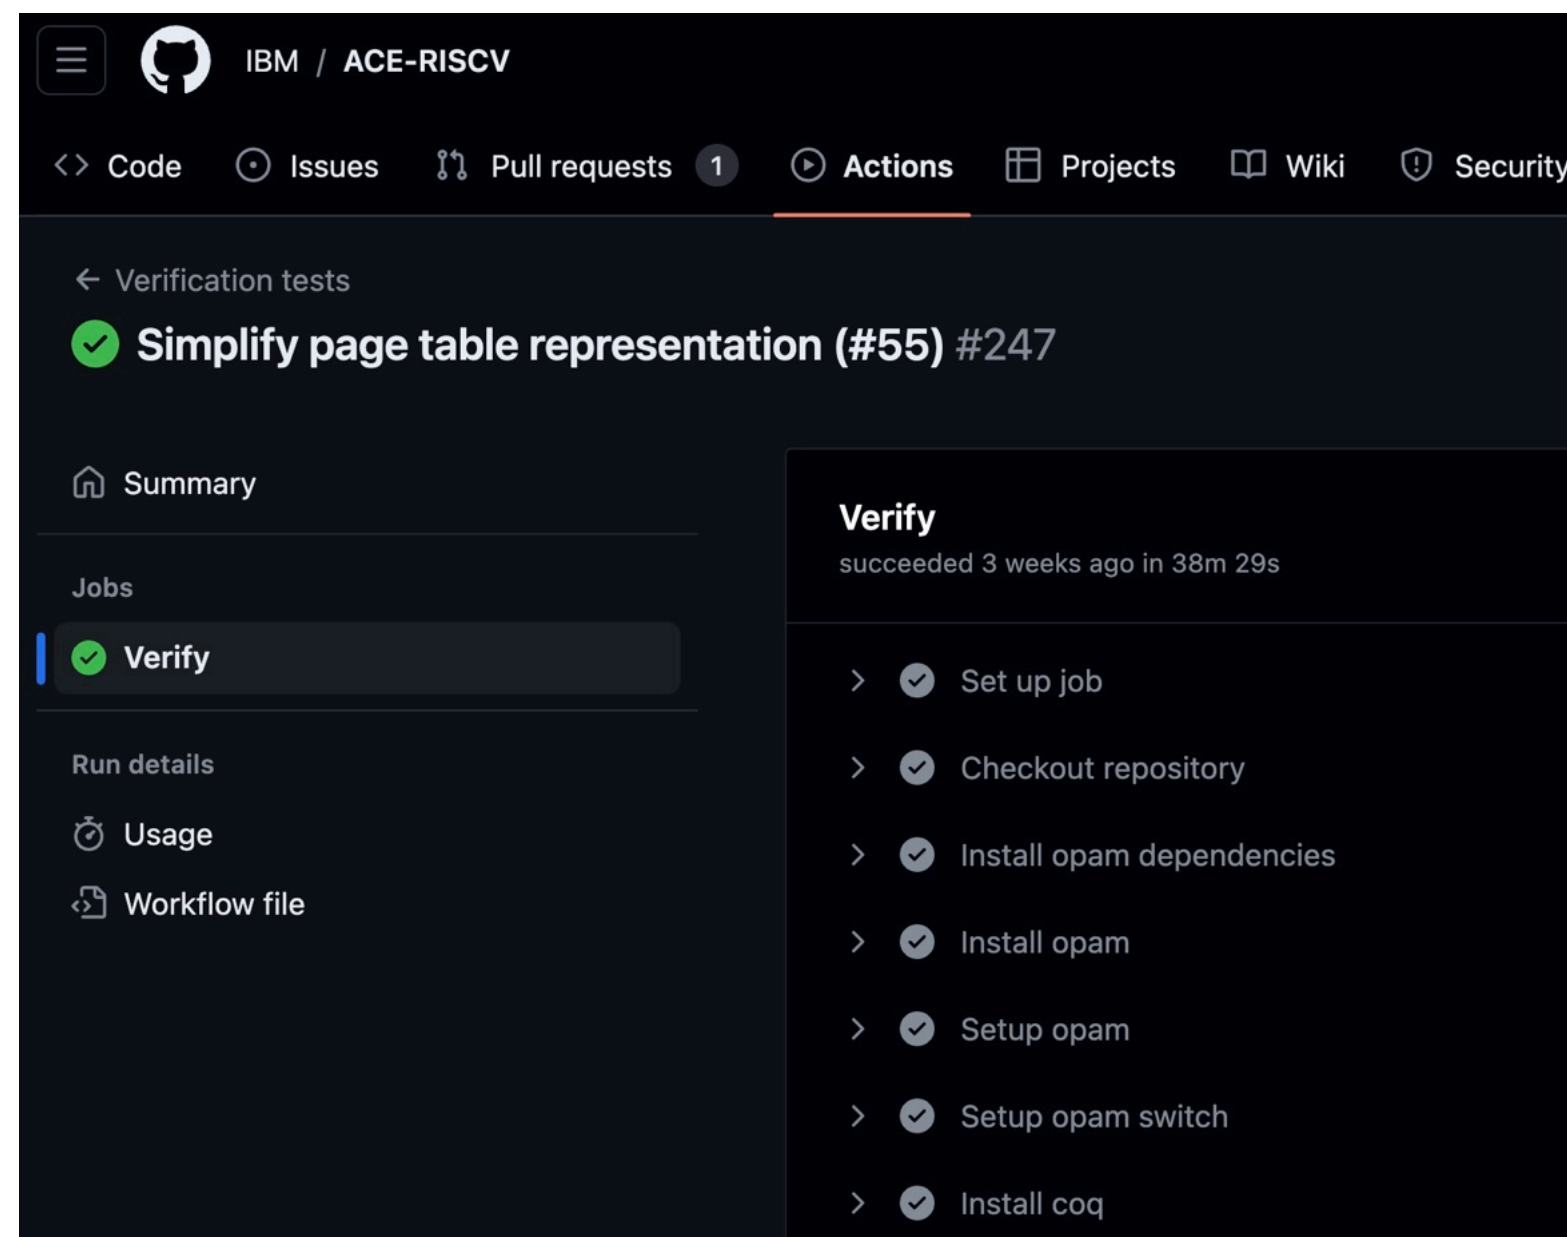 IBM / ACE-RISCV
Code Issues Pull requests 1 Actions Projects Wiki Security
Verification tests
Simplify page table representation (#55) #247
Summary
Jobs
Verify
Run details
Usage
Workflow file
Verify
succeeded 3 weeks ago in 38m 29s
Set up job
Checkout repository
Install opam dependencies
Install opam
Setup opam
Setup opam switch
Install coq